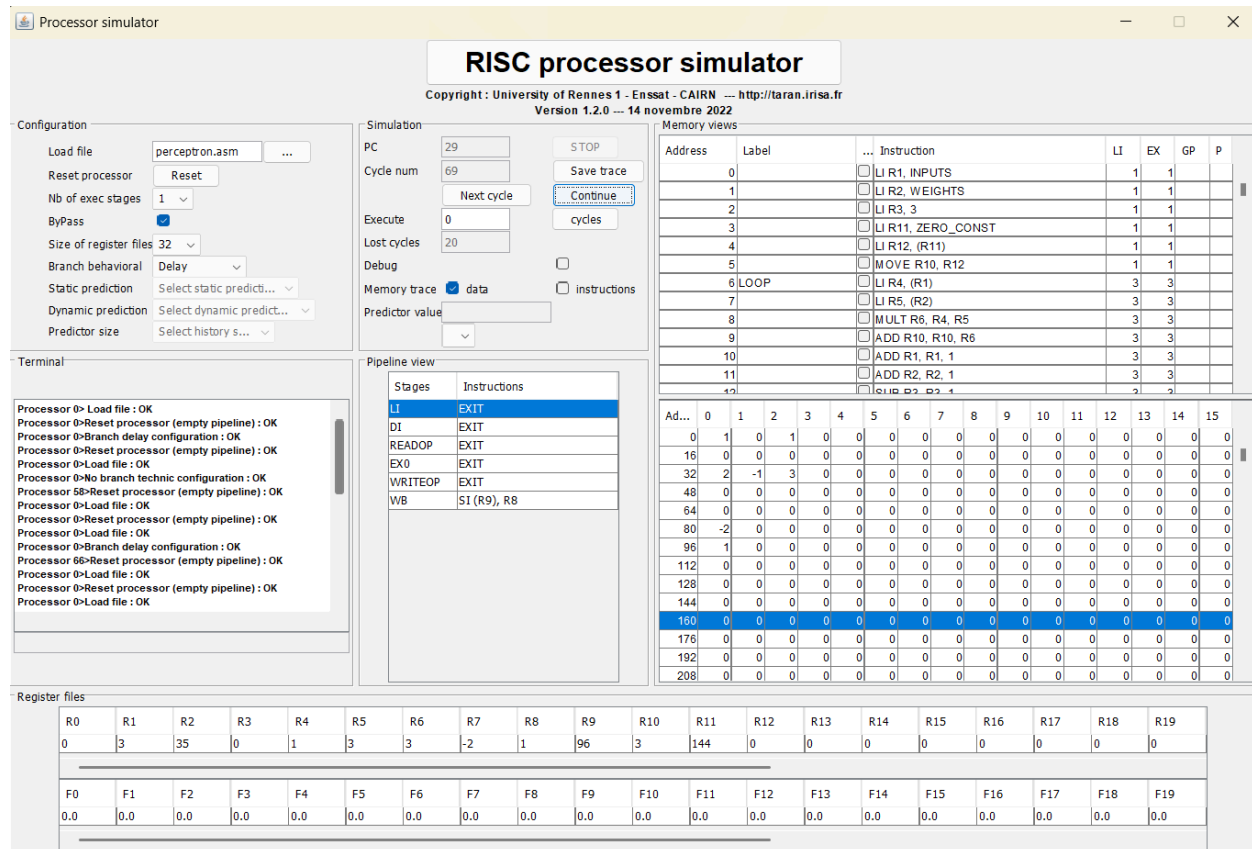 Processor simulator
RISC processor simulator
Copyright : University of Rennes 1 - Enssat - CAIRN --- http://taran.irisa.fr
Version 1.2.0 --- 14 novembre 2022
Configuration
Load file perceptron.asm ...
Reset processor Reset
Nb of exec stages 1
ByPass
Size of register files 32
Branch behavioral Delay
Static prediction Select static predicti...
Dynamic prediction Select dynamic predict...
Predictor size Select history s...
Simulation
PC 29 STOP
Cycle num 69 Save trace
Next cycle Continue
Execute 0 cycles
Lost cycles 20
Debug
Memory trace data instructions
Predictor value
Memory views
Address Label ... Instruction LI EX GP P
0 LI R1, INPUTS 1 1
1 LI R2, WEIGHTS 1 1
2 LI R3, 3 1 1
3 LI R11, ZERO_CONST 1 1
4 LI R12, (R11) 1 1
5 MOVE R10, R12 1 1
6 LOOP LI R4, (R1) 3 3
7 LI R5, (R2) 3 3
8 MULT R6, R4, R5 3 3
9 ADD R10, R10, R6 3 3
10 ADD R1, R1, 1 3 3
11 ADD R2, R2, 1 3 3
12 SUB R3, R3, 1 3 3
Terminal
Processor 0> Load file : OK
Processor 0>Reset processor (empty pipeline) : OK
Processor 0>Branch delay configuration : OK
Processor 0>Reset processor (empty pipeline) : OK
Processor 0>Load file : OK
Processor 0>No branch technic configuration : OK
Processor 58>Reset processor (empty pipeline) : OK
Processor 0>Load file : OK
Processor 0>Reset processor (empty pipeline) : OK
Processor 0>Load file : OK
Processor 0>Branch delay configuration : OK
Processor 66>Reset processor (empty pipeline) : OK
Processor 0>Load file : OK
Processor 0>Reset processor (empty pipeline) : OK
Processor 0>Load file : OK
Pipeline view
Stages Instructions
LI EXIT
DI EXIT
READOP EXIT
EX0 EXIT
WRITEOP EXIT
WB SI (R9), R8
Ad... 0 1 2 3 4 5 6 7 8 9 10 11 12 13 14 15
0 1 0 1 0 0 0 0 0 0 0 0 0 0 0 0 0
16 0 0 0 0 0 0 0 0 0 0 0 0 0 0 0 0
32 2 -1 3 0 0 0 0 0 0 0 0 0 0 0 0 0
48 0 0 0 0 0 0 0 0 0 0 0 0 0 0 0 0
64 0 0 0 0 0 0 0 0 0 0 0 0 0 0 0 0
80 -2 0 0 0 0 0 0 0 0 0 0 0 0 0 0 0
96 1 0 0 0 0 0 0 0 0 0 0 0 0 0 0 0
112 0 0 0 0 0 0 0 0 0 0 0 0 0 0 0 0
128 0 0 0 0 0 0 0 0 0 0 0 0 0 0 0 0
144 0 0 0 0 0 0 0 0 0 0 0 0 0 0 0 0
160 0 0 0 0 0 0 0 0 0 0 0 0 0 0 0 0
176 0 0 0 0 0 0 0 0 0 0 0 0 0 0 0 0
192 0 0 0 0 0 0 0 0 0 0 0 0 0 0 0 0
208 0 0 0 0 0 0 0 0 0 0 0 0 0 0 0 0
Register files
R0 R1 R2 R3 R4 R5 R6 R7 R8 R9 R10 R11 R12 R13 R14 R15 R16 R17 R18 R19
0 3 35 0 1 3 3 -2 1 96 3 144 0 0 0 0 0 0 0 0
F0 F1 F2 F3 F4 F5 F6 F7 F8 F9 F10 F11 F12 F13 F14 F15 F16 F17 F18 F19
0.0 0.0 0.0 0.0 0.0 0.0 0.0 0.0 0.0 0.0 0.0 0.0 0.0 0.0 0.0 0.0 0.0 0.0 0.0 0.0